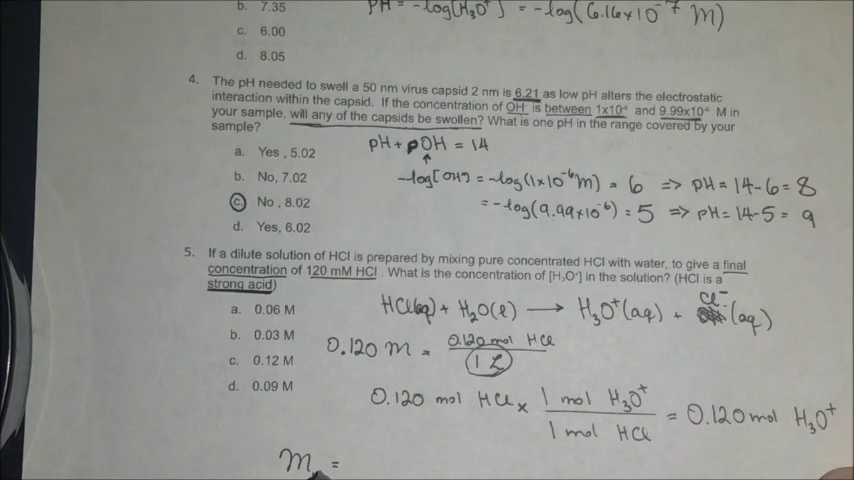 b. 7.35
PH = -log(H₃O⁺) = -log(6.16x10⁻⁷ M)
c. 6.00
d. 8.05
4. The pH needed to swell a 50 nm virus capsid 2 nm is 6.21 as low pH alters the electrostatic
interaction within the capsid. If the concentration of OH⁻ is between 1x10⁻⁶ and 9.99x10⁻⁶ M in
your sample, will any of the capsids be swollen? What is one pH in the range covered by your
sample?
pH + pOH = 14
a. Yes , 5.02
b. No, 7.02
-log[OH⁻] = -log(1x10⁻⁶M) = 6 => pH = 14-6 = 8
c. No , 8.02
= -log(9.99x10⁻⁶) = 5 => pH = 14-5 = 9
d. Yes, 6.02
5. If a dilute solution of HCl is prepared by mixing pure concentrated HCl with water, to give a final
concentration of 120 mM HCl . What is the concentration of [H₃O⁺] in the solution? (HCl is a
strong acid)
a. 0.06 M
HCl(aq) + H₂O(l) → H₃O⁺(aq) + Cl⁻(aq)
b. 0.03 M
0.120 M = 0.120 mol HCl
1 L
c. 0.12 M
d. 0.09 M
0.120 mol HCl x 1 mol H₃O⁺ = 0.120 mol H₃O⁺
1 mol HCl
M =